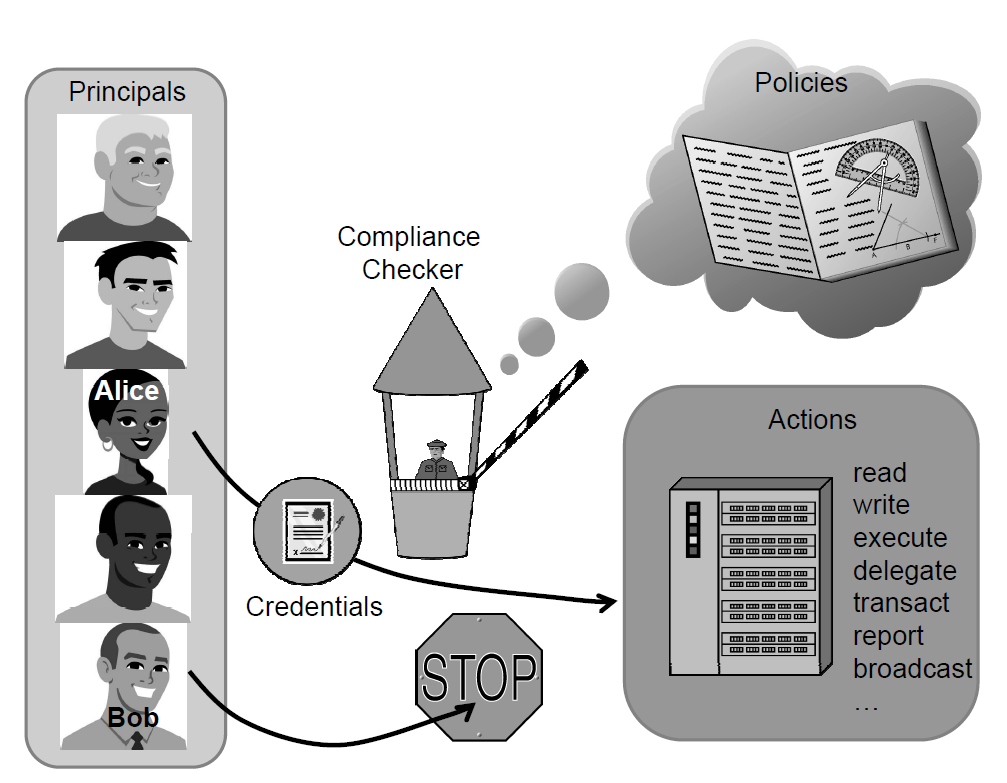 Principals
Policies
Compliance
Checker
Alice
Credentials
Bob
STOP
Actions
read
write
execute
delegate
transact
report
broadcast
...
A
B
F
x